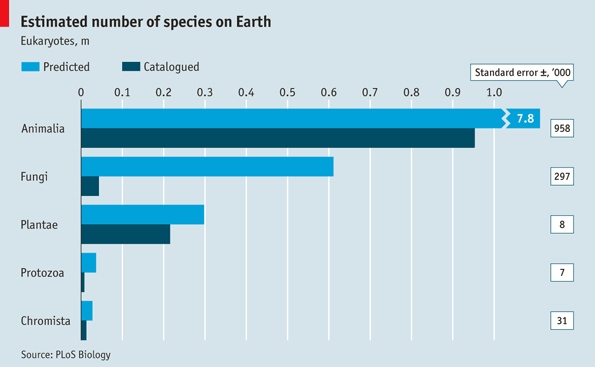 Estimated number of species on Earth
Eukaryotes, m
Predicted Catalogued
Standard error ±, ’000
0 0.1 0.2 0.3 0.4 0.5 0.6 0.7 0.8 0.9 1.0
Animalia 7.8 958
Fungi 297
Plantae 8
Protozoa 7
Chromista 31
Source: PLoS Biology